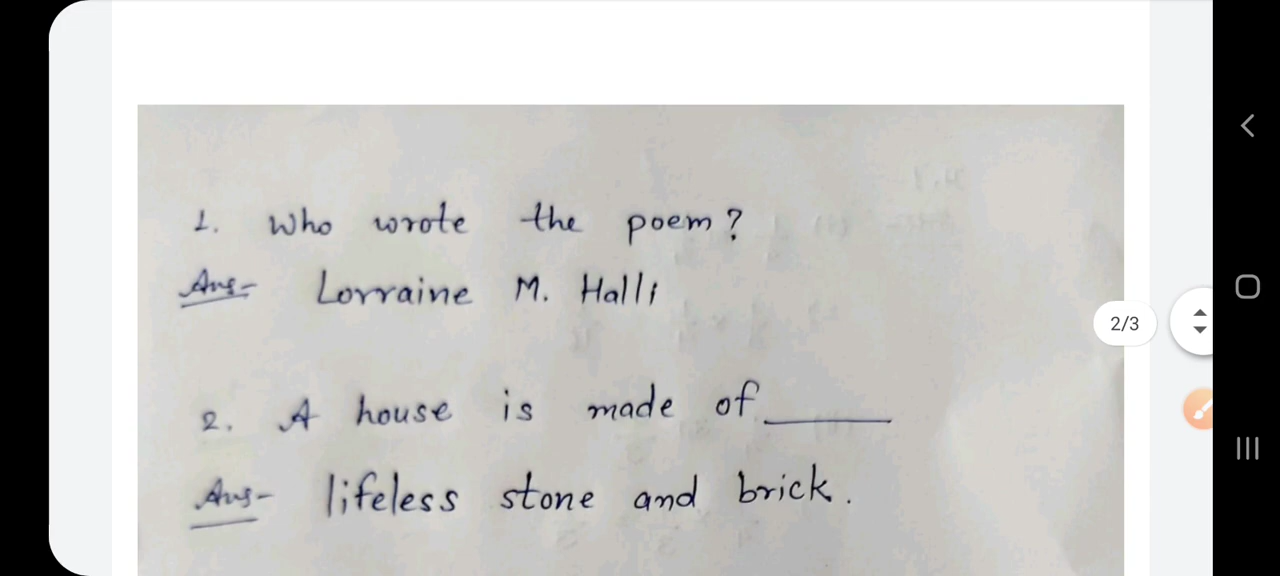 1. Who wrote the poem?
Ans- Lorraine M. Halli
2. A house is made of ______
Ans- lifeless stone and brick.
2/3